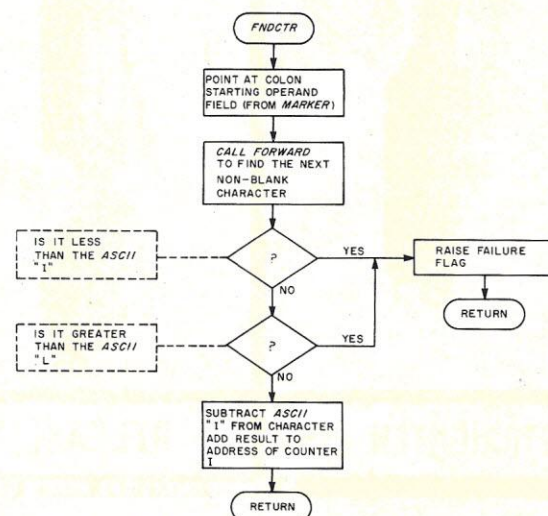 FNDCTR
POINT AT COLON
STARTING OPERAND
FIELD (FROM MARKER)
CALL FORWARD
TO FIND THE NEXT
NON-BLANK
CHARACTER
IS IT LESS
THAN THE ASCII
"I"
?
YES
RAISE FAILURE
FLAG
NO
RETURN
IS IT GREATER
THAN THE ASCII
"L"
?
YES
NO
SUBTRACT ASCII
"I" FROM CHARACTER
ADD RESULT TO
ADDRESS OF COUNTER
I
RETURN